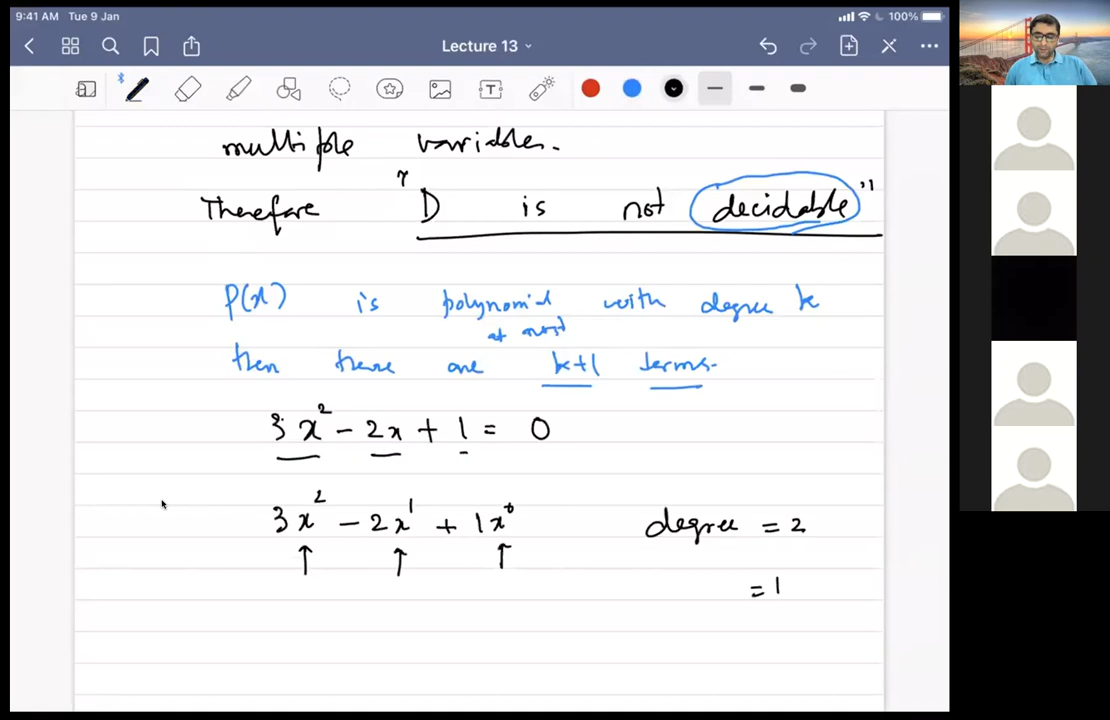 9:41 AM Tue 9 Jan 100%
Lecture 13
multiple variables.
Therefore "D is not decidable"
P(x) is polynomial with degree k
at most
then there are k+1 terms.
3x² - 2x + 1 = 0
3x² - 2x¹ + 1x⁰ degree = 2
= 1